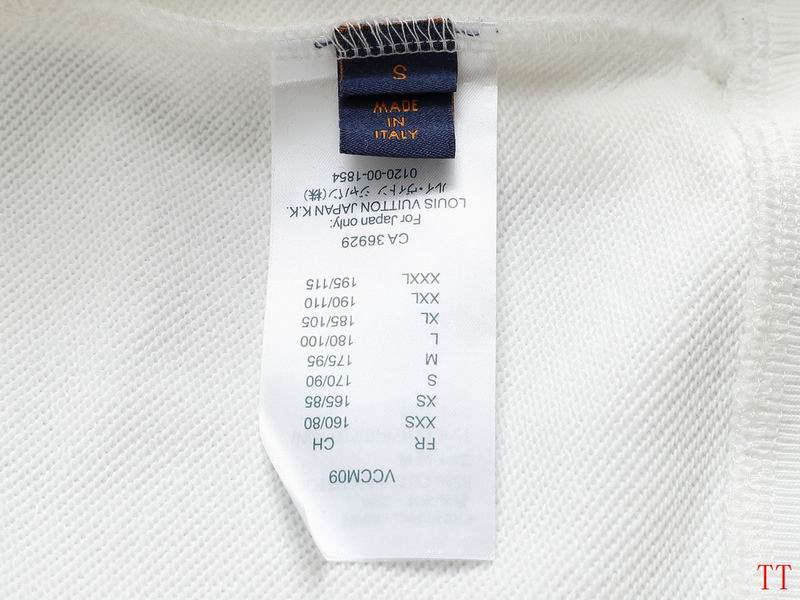 S
MADE
IN
ITALY
VCCM09
FR CH
XXS 160/80
XS 165/85
S 170/90
M 175/95
L 180/100
XL 185/105
XXL 190/110
XXXL 195/115
CA 36929
For Japan only:
LOUIS VUITTON JAPAN K.K.
ルイ・ヴィトン ジャパン(株)
0120-00-1854
TT